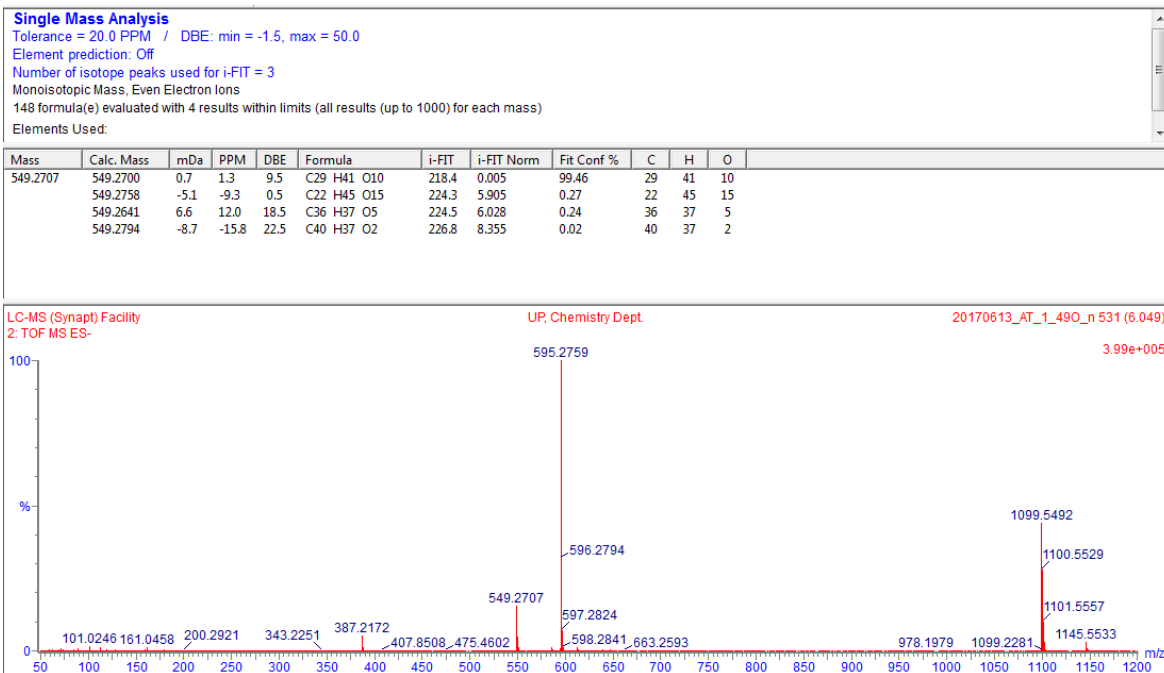 Single Mass Analysis
Tolerance = 20.0 PPM / DBE: min = -1.5, max = 50.0
Element prediction: Off
Number of isotope peaks used for i-FIT = 3
Monoisotopic Mass, Even Electron Ions
148 formula(e) evaluated with 4 results within limits (all results (up to 1000) for each mass)
Elements Used:
Mass Calc. Mass mDa PPM DBE Formula i-FIT i-FIT Norm Fit Conf % C H O
549.2707 549.2700 0.7 1.3 9.5 C29 H41 O10 218.4 0.005 99.46 29 41 10
549.2758 -5.1 -9.3 0.5 C22 H45 O15 224.3 5.905 0.27 22 45 15
549.2641 6.6 12.0 18.5 C36 H37 O5 224.5 6.028 0.24 36 37 5
549.2794 -8.7 -15.8 22.5 C40 H37 O2 226.8 8.355 0.02 40 37 2
LC-MS (Synapt) Facility UP, Chemistry Dept. 20170613_AT_1_49O_n 531 (6.049)
2: TOF MS ES-
3.99e+005
100
595.2759
%
1099.5492
596.2794
1100.5529
549.2707
597.2824
1101.5557
387.2172
101.0246 161.0458 200.2921 343.2251 407.8508 475.4602 598.2841 663.2593 978.1979 1099.2281 1145.5533
0
m/z
50 100 150 200 250 300 350 400 450 500 550 600 650 700 750 800 850 900 950 1000 1050 1100 1150 1200